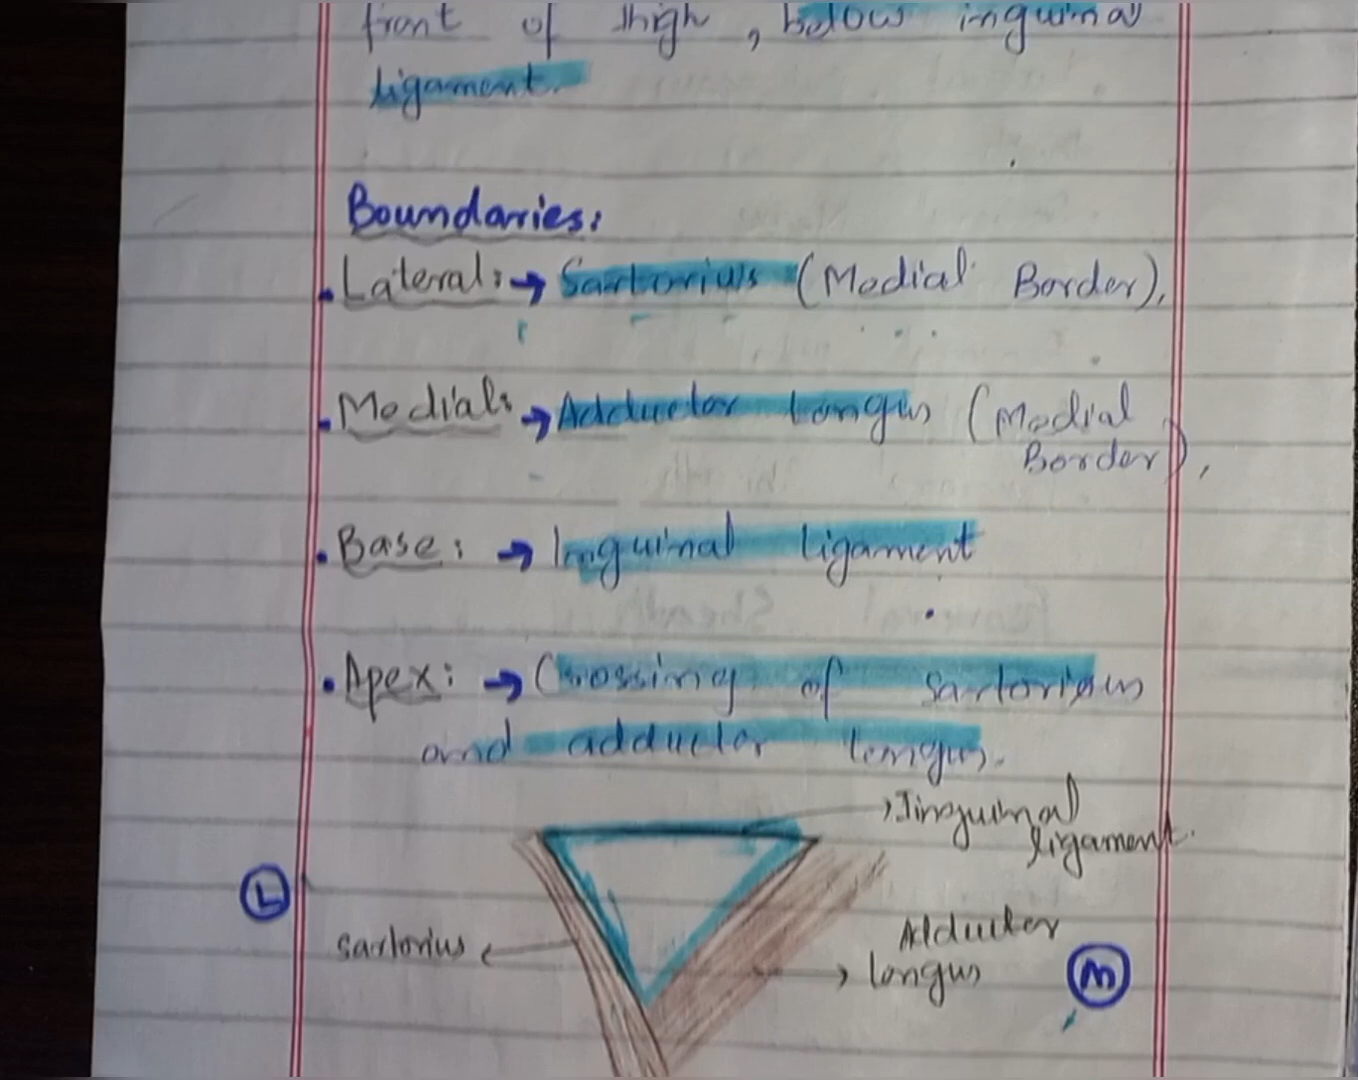 front of thigh, below inguinal
ligament.
Boundaries:
. Lateral: → Sartorius (Medial Border),
. Medial: → Adductor Longus (Medial
Border),
. Base: → Inguinal ligament
. Apex: → Crossing of sartorius
and adductor longus.
→ Iinguinal
ligament.
L
sartorius ←
Adductor
→ longus
M